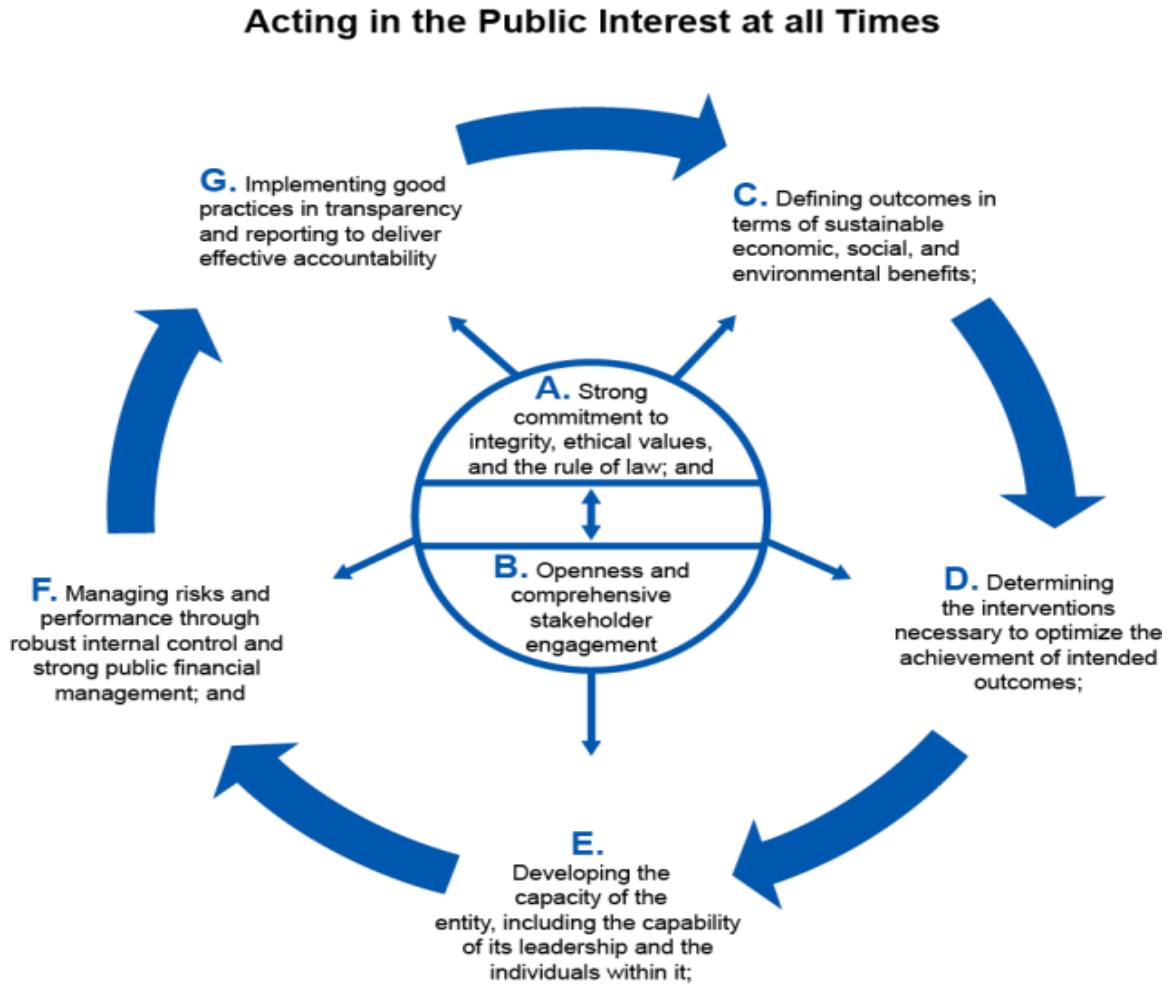 Acting in the Public Interest at all Times
G. Implementing good
practices in transparency
and reporting to deliver
effective accountability
C. Defining outcomes in
terms of sustainable
economic, social, and
environmental benefits;
A. Strong
commitment to
integrity, ethical values,
and the rule of law; and
B. Openness and
comprehensive
stakeholder
engagement
D. Determining
the interventions
necessary to optimize the
achievement of intended
outcomes;
E.
Developing the
capacity of the
entity, including the capability
of its leadership and the
individuals within it;
F. Managing risks and
performance through
robust internal control and
strong public financial
management; and